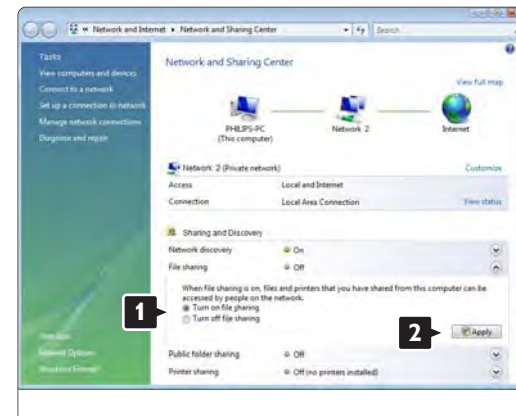 Network and Internet ▸ Network and Sharing Center
Search
Tasks
View computers and devices
Connect to a network
Set up a connection or network
Manage network connections
Diagnose and repair
Network and Sharing Center
View full map
PHILIPS-PC
(This computer)
Network 2
Internet
Network 2 (Private network)
Customize
Access
Local and Internet
Connection
Local Area Connection
View status
Sharing and Discovery
Network discovery
On
File sharing
Off
When file sharing is on, files and printers that you have shared from this computer can be
accessed by people on the network.
1
Turn on file sharing
Turn off file sharing
2
Apply
Public folder sharing
Off
Printer sharing
Off (no printers installed)
See also
Internet Options
Windows Firewall